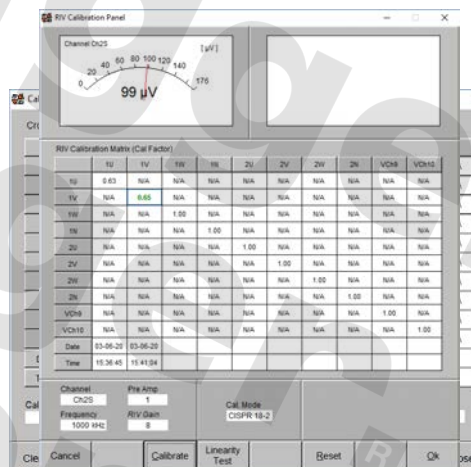 RIV Calibration Panel
Channel Ch2S
[µV]
0 20 40 60 80 100 120 140 176
99 µV
RIV Calibration Matrix (Cal Factor)
1U 1V 1W 1N 2U 2V 2W 2N VCh9 VCh10
1U 0.63 N/A N/A N/A N/A N/A N/A N/A N/A N/A
1V N/A 0.65 N/A N/A N/A N/A N/A N/A N/A N/A
1W N/A N/A 1.00 N/A N/A N/A N/A N/A N/A N/A
1N N/A N/A N/A 1.00 N/A N/A N/A N/A N/A N/A
2U N/A N/A N/A N/A 1.00 N/A N/A N/A N/A N/A
2V N/A N/A N/A N/A N/A 1.00 N/A N/A N/A N/A
2W N/A N/A N/A N/A N/A N/A 1.00 N/A N/A N/A
2N N/A N/A N/A N/A N/A N/A N/A 1.00 N/A N/A
VCh9 N/A N/A N/A N/A N/A N/A N/A N/A 1.00 N/A
VCh10 N/A N/A N/A N/A N/A N/A N/A N/A N/A 1.00
Date 03-06-20 03-06-20
Time 15:36:45 15:41:04
Channel Pre Amp
Ch2S 1
Cal. Mode
Frequency RIV Gain CISPR 18-2
1000 kHz 8
Cancel Calibrate Linearity Test Reset Ok